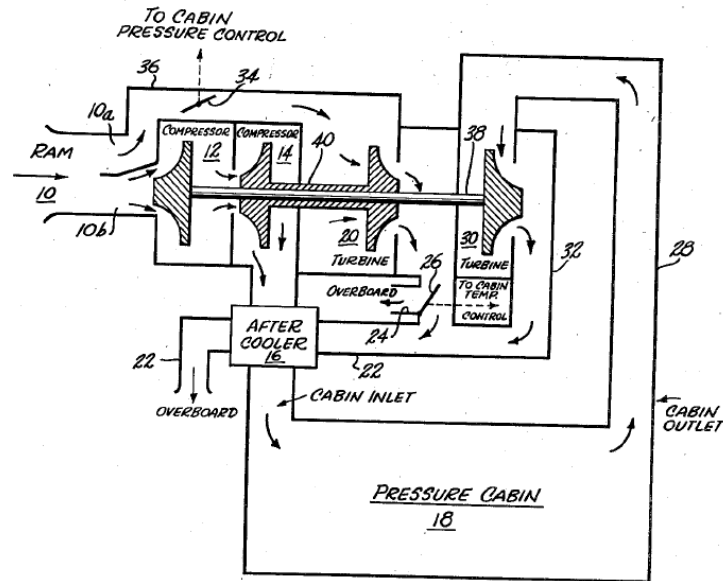 TO CABIN
PRESSURE CONTROL
36
34
10a
COMPRESSOR
12
COMPRESSOR
14
40
RAM
10
38
10b
20
TURBINE
30
TURBINE
26
32
28
OVERBOARD
TO CABIN
TEMP.
CONTROL
24
AFTER
COOLER
16
22
22
OVERBOARD
CABIN INLET
CABIN
OUTLET
PRESSURE CABIN
18